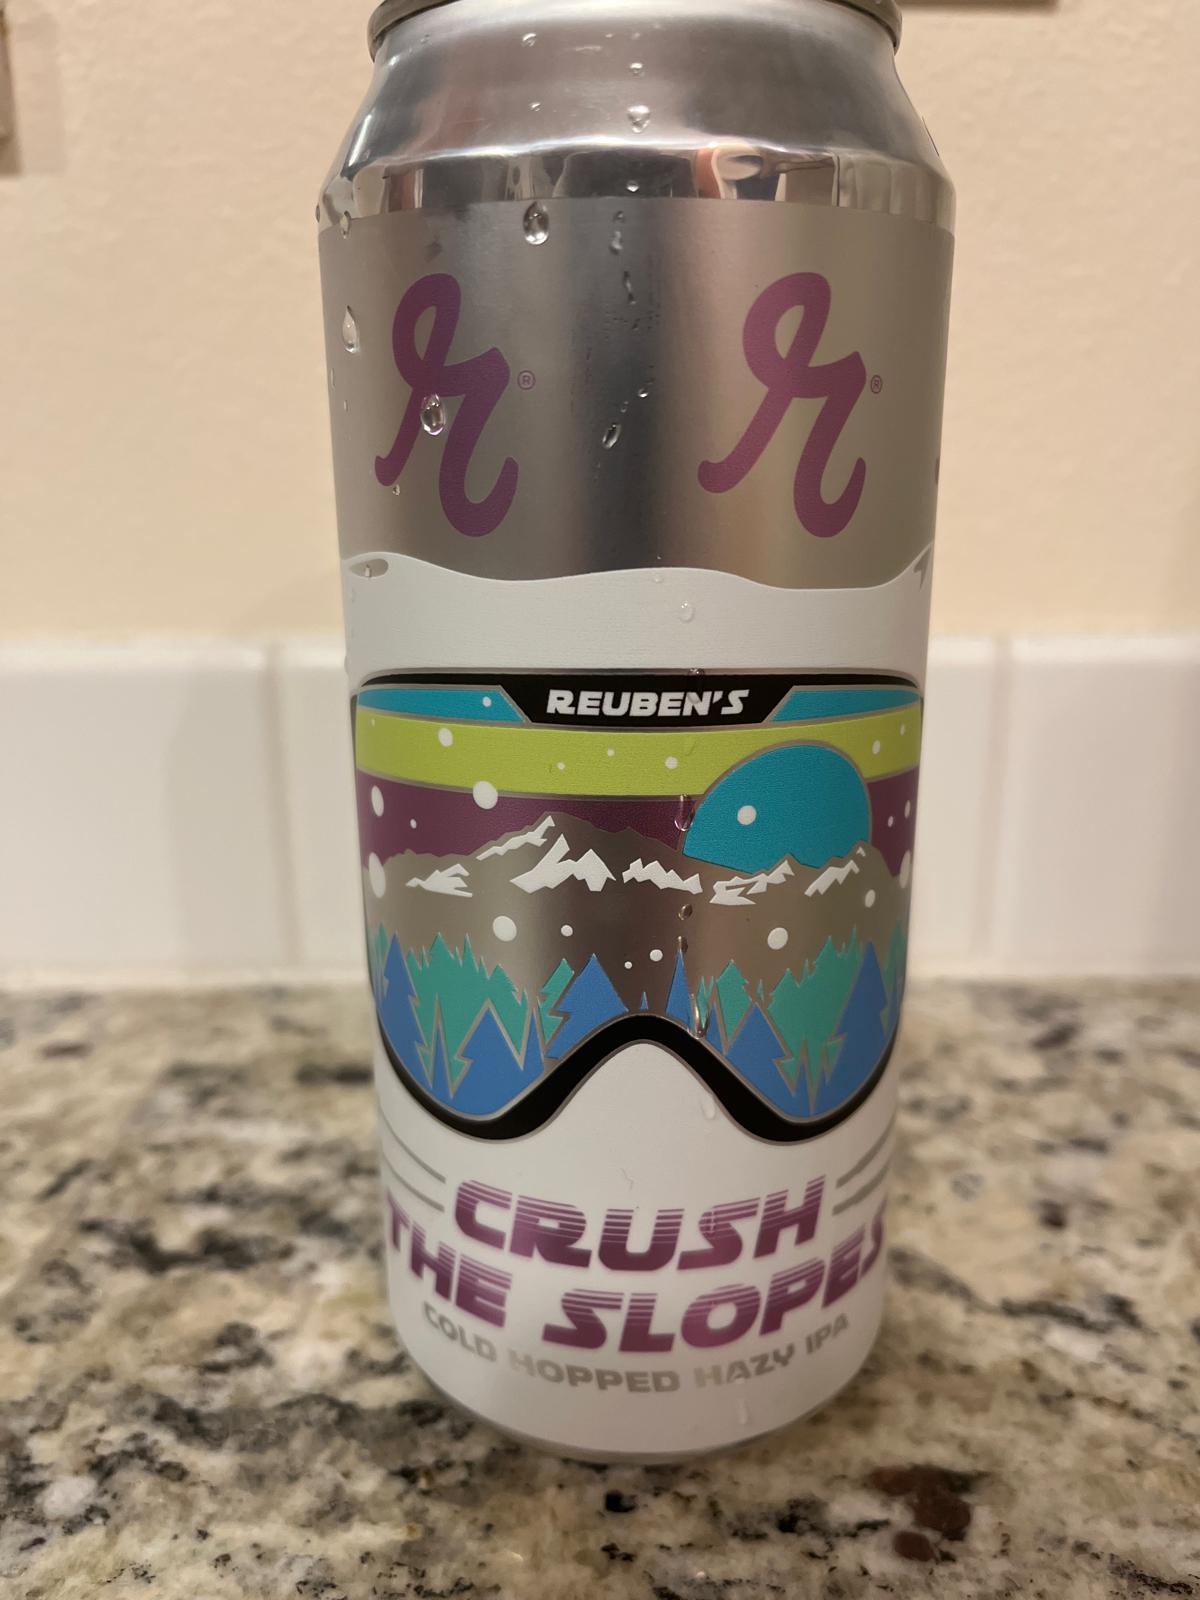 r® r®
REUBEN'S
CRUSH
THE SLOPES
COLD HOPPED HAZY IPA